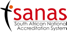 sanas
South African National
Accreditation System